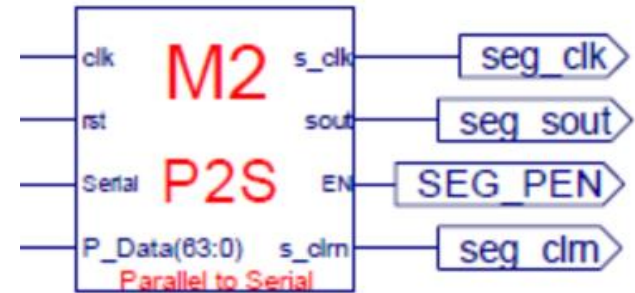 clk M2 s_clk seg_clk
rst sout seg_sout
Serial P2S EN SEG_PEN
P_Data(63:0) s_clrn seg_clrn
Parallel to Serial